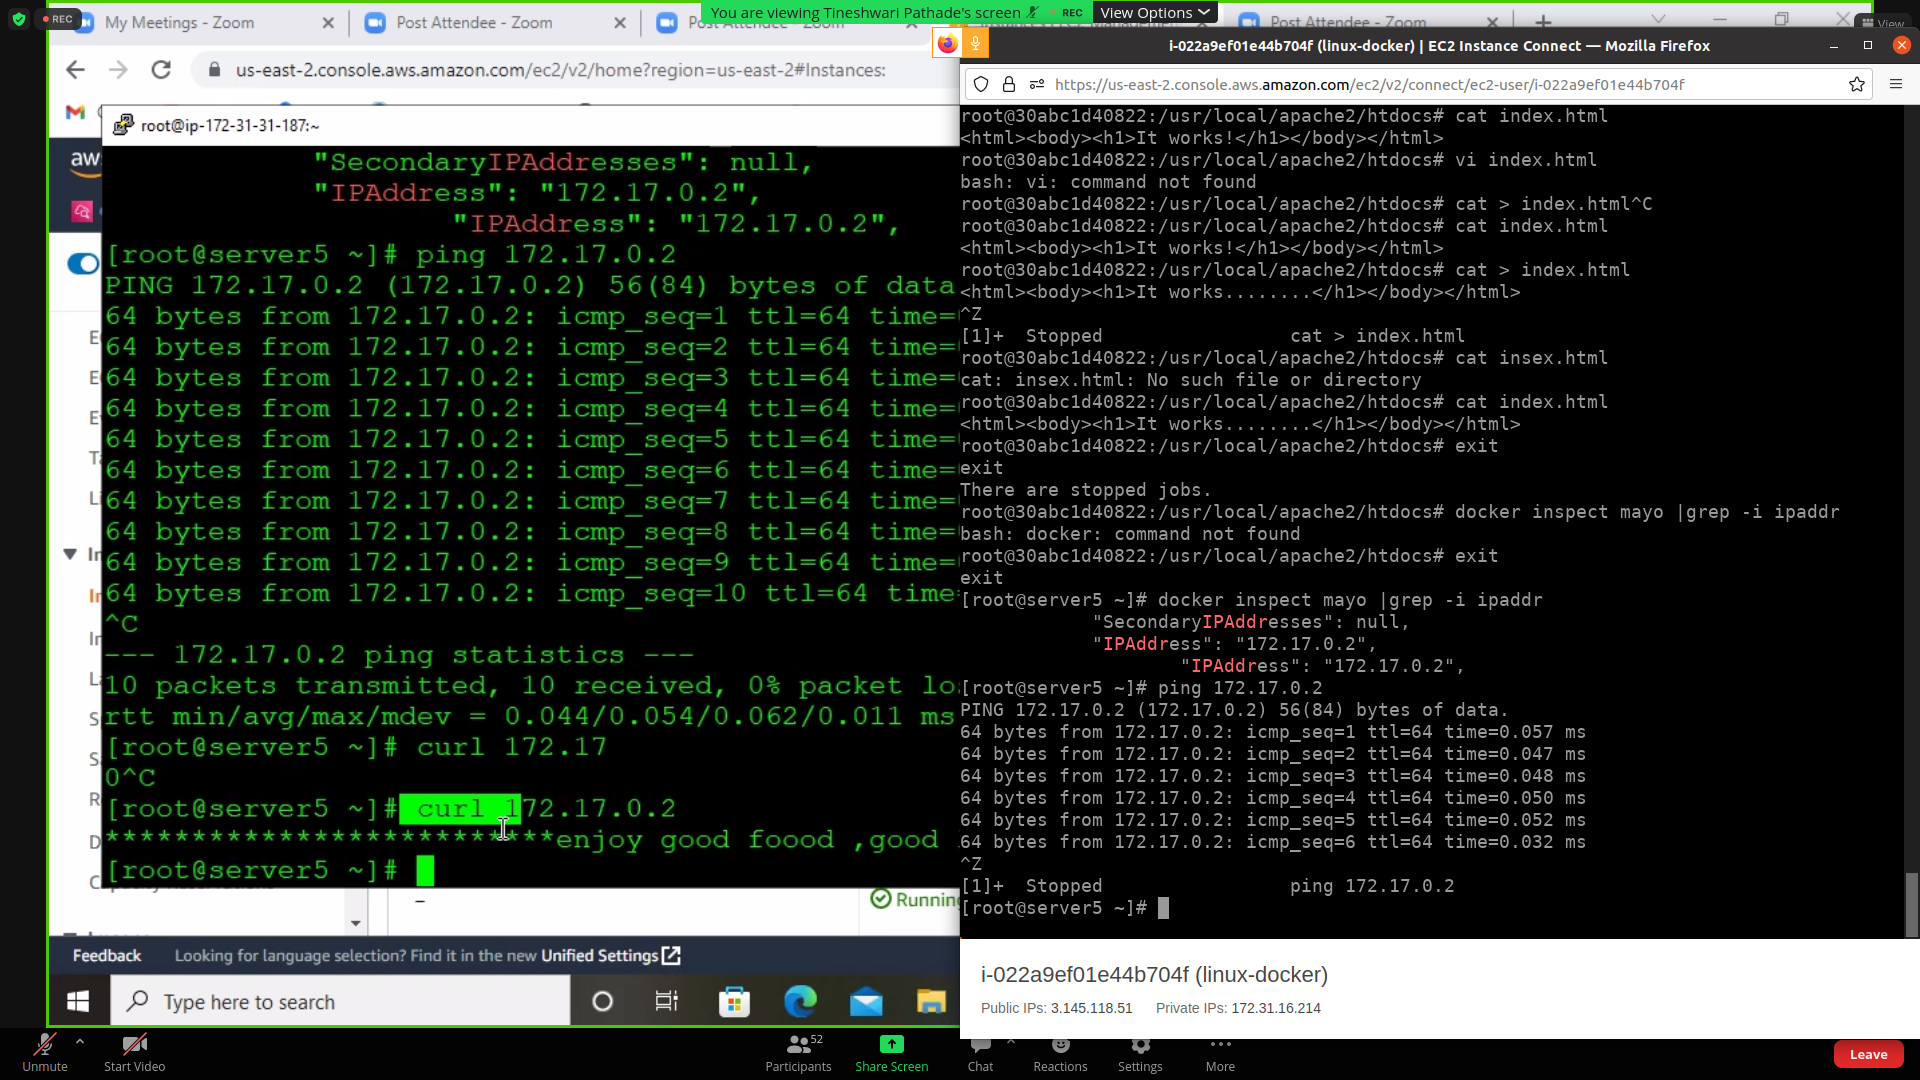 REC
You are viewing Tineshwari Pathade's screen
REC
View Options
View
My Meetings - Zoom
Post Attendee - Zoom
Post Attendee - Zoom
Post Attendee - Zoom
us-east-2.console.aws.amazon.com/ec2/v2/home?region=us-east-2#Instances:
aw
root@ip-172-31-31-187:~
"SecondaryIPAddresses": null,
"IPAddress": "172.17.0.2",
"IPAddress": "172.17.0.2",
[root@server5 ~]# ping 172.17.0.2
PING 172.17.0.2 (172.17.0.2) 56(84) bytes of data
64 bytes from 172.17.0.2: icmp_seq=1 ttl=64 time=
64 bytes from 172.17.0.2: icmp_seq=2 ttl=64 time=
64 bytes from 172.17.0.2: icmp_seq=3 ttl=64 time=
64 bytes from 172.17.0.2: icmp_seq=4 ttl=64 time=
64 bytes from 172.17.0.2: icmp_seq=5 ttl=64 time=
64 bytes from 172.17.0.2: icmp_seq=6 ttl=64 time=
64 bytes from 172.17.0.2: icmp_seq=7 ttl=64 time=
64 bytes from 172.17.0.2: icmp_seq=8 ttl=64 time=
64 bytes from 172.17.0.2: icmp_seq=9 ttl=64 time=
64 bytes from 172.17.0.2: icmp_seq=10 ttl=64 time=
^C
--- 172.17.0.2 ping statistics ---
10 packets transmitted, 10 received, 0% packet lo
rtt min/avg/max/mdev = 0.044/0.054/0.062/0.011 ms
[root@server5 ~]# curl 172.17
0^C
[root@server5 ~]# curl 172.17.0.2
**************************enjoy good foood ,good
[root@server5 ~]#
Running
Feedback
Looking for language selection? Find it in the new Unified Settings
Type here to search
i-022a9ef01e44b704f (linux-docker) | EC2 Instance Connect — Mozilla Firefox
https://us-east-2.console.aws.amazon.com/ec2/v2/connect/ec2-user/i-022a9ef01e44b704f
root@30abc1d40822:/usr/local/apache2/htdocs# cat index.html
<html><body><h1>It works!</h1></body></html>
root@30abc1d40822:/usr/local/apache2/htdocs# vi index.html
bash: vi: command not found
root@30abc1d40822:/usr/local/apache2/htdocs# cat > index.html^C
root@30abc1d40822:/usr/local/apache2/htdocs# cat index.html
<html><body><h1>It works!</h1></body></html>
root@30abc1d40822:/usr/local/apache2/htdocs# cat > index.html
<html><body><h1>It works........</h1></body></html>
^Z
[1]+  Stopped                 cat > index.html
root@30abc1d40822:/usr/local/apache2/htdocs# cat insex.html
cat: insex.html: No such file or directory
root@30abc1d40822:/usr/local/apache2/htdocs# cat index.html
<html><body><h1>It works........</h1></body></html>
root@30abc1d40822:/usr/local/apache2/htdocs# exit
exit
There are stopped jobs.
root@30abc1d40822:/usr/local/apache2/htdocs# docker inspect mayo |grep -i ipaddr
bash: docker: command not found
root@30abc1d40822:/usr/local/apache2/htdocs# exit
exit
[root@server5 ~]# docker inspect mayo |grep -i ipaddr
"SecondaryIPAddresses": null,
"IPAddress": "172.17.0.2",
"IPAddress": "172.17.0.2",
[root@server5 ~]# ping 172.17.0.2
PING 172.17.0.2 (172.17.0.2) 56(84) bytes of data.
64 bytes from 172.17.0.2: icmp_seq=1 ttl=64 time=0.057 ms
64 bytes from 172.17.0.2: icmp_seq=2 ttl=64 time=0.047 ms
64 bytes from 172.17.0.2: icmp_seq=3 ttl=64 time=0.048 ms
64 bytes from 172.17.0.2: icmp_seq=4 ttl=64 time=0.050 ms
64 bytes from 172.17.0.2: icmp_seq=5 ttl=64 time=0.052 ms
64 bytes from 172.17.0.2: icmp_seq=6 ttl=64 time=0.032 ms
^Z
[1]+  Stopped                 ping 172.17.0.2
[root@server5 ~]#
i-022a9ef01e44b704f (linux-docker)
Public IPs: 3.145.118.51
Private IPs: 172.31.16.214
Unmute
Start Video
52
Participants
Share Screen
Chat
Reactions
Settings
More
Leave